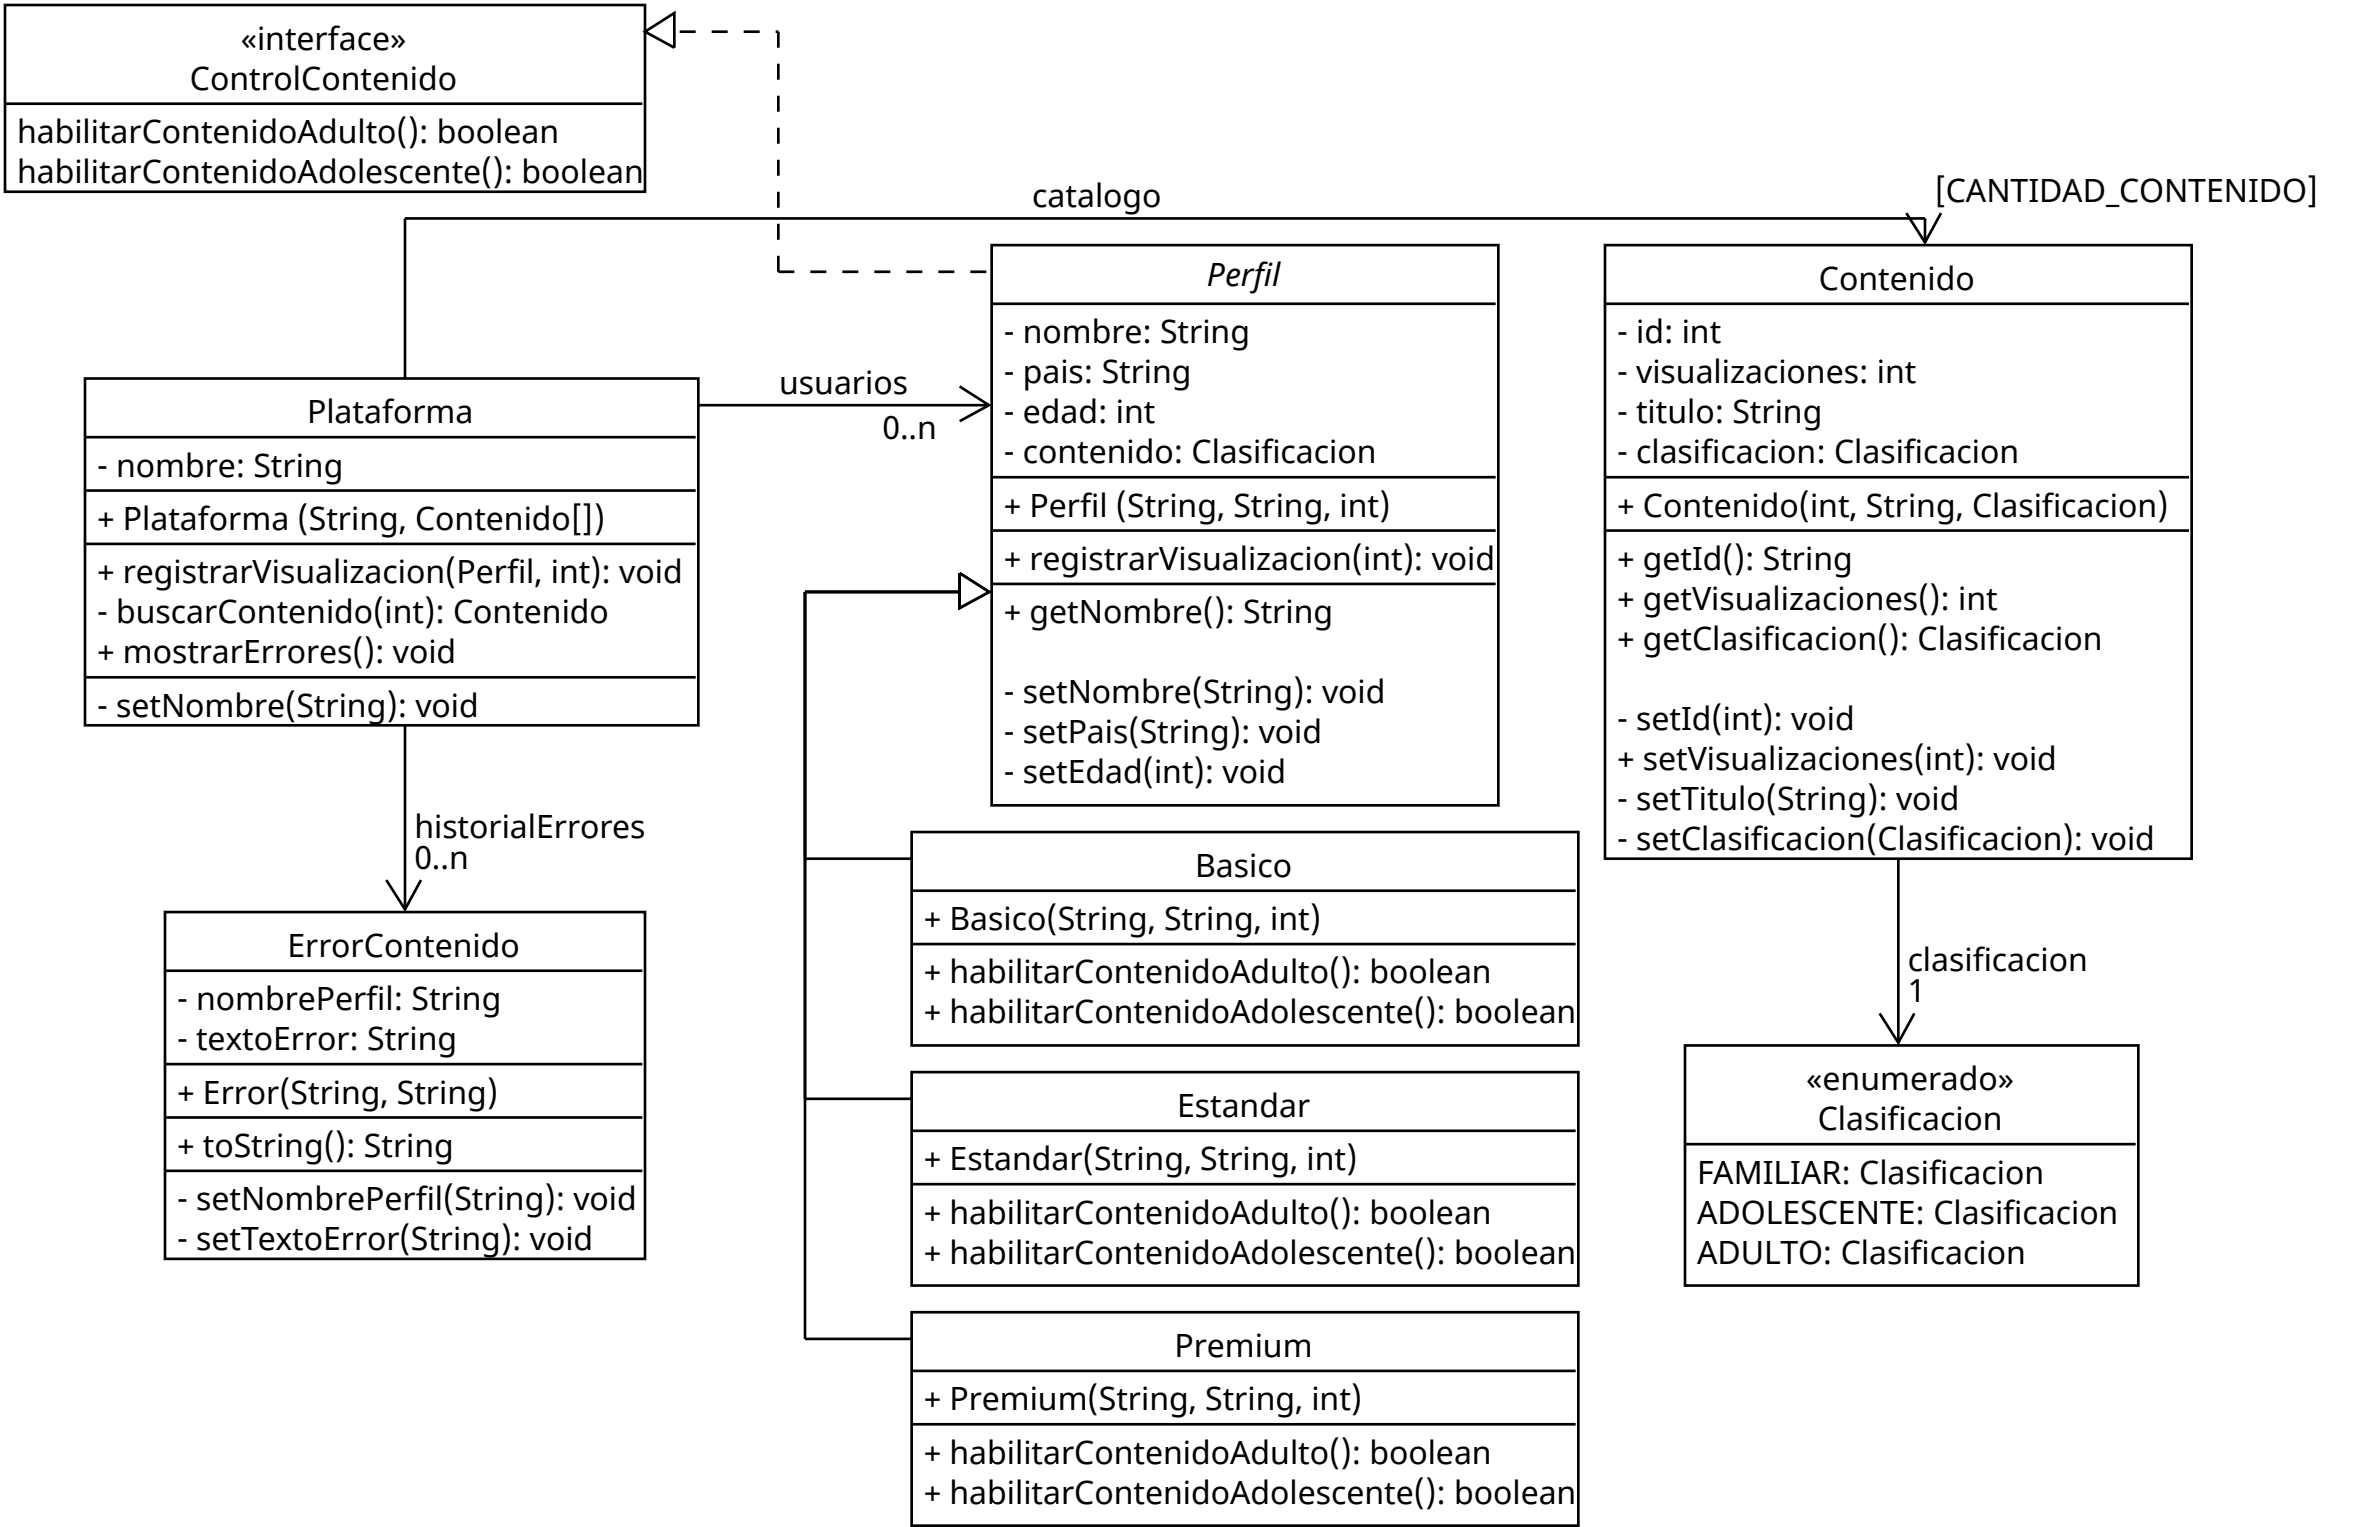 «interface»
ControlContenido
habilitarContenidoAdulto(): boolean
habilitarContenidoAdolescente(): boolean
catalogo
[CANTIDAD_CONTENIDO]
Plataforma
- nombre: String
+ Plataforma (String, Contenido[])
+ registrarVisualizacion(Perfil, int): void
- buscarContenido(int): Contenido
+ mostrarErrores(): void
- setNombre(String): void
usuarios
0..n
Perfil
- nombre: String
- pais: String
- edad: int
- contenido: Clasificacion
+ Perfil (String, String, int)
+ registrarVisualizacion(int): void
+ getNombre(): String
- setNombre(String): void
- setPais(String): void
- setEdad(int): void
Contenido
- id: int
- visualizaciones: int
- titulo: String
- clasificacion: Clasificacion
+ Contenido(int, String, Clasificacion)
+ getId(): String
+ getVisualizaciones(): int
+ getClasificacion(): Clasificacion
- setId(int): void
+ setVisualizaciones(int): void
- setTitulo(String): void
- setClasificacion(Clasificacion): void
historialErrores
0..n
ErrorContenido
- nombrePerfil: String
- textoError: String
+ Error(String, String)
+ toString(): String
- setNombrePerfil(String): void
- setTextoError(String): void
Basico
+ Basico(String, String, int)
+ habilitarContenidoAdulto(): boolean
+ habilitarContenidoAdolescente(): boolean
Estandar
+ Estandar(String, String, int)
+ habilitarContenidoAdulto(): boolean
+ habilitarContenidoAdolescente(): boolean
Premium
+ Premium(String, String, int)
+ habilitarContenidoAdulto(): boolean
+ habilitarContenidoAdolescente(): boolean
clasificacion
1
«enumerado»
Clasificacion
FAMILIAR: Clasificacion
ADOLESCENTE: Clasificacion
ADULTO: Clasificacion